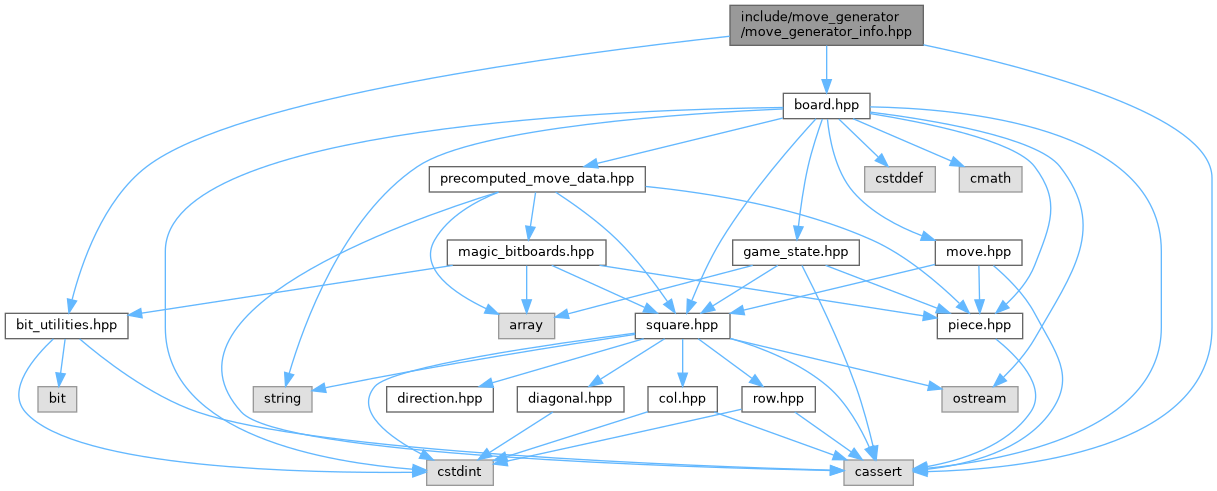 include/move_generator
/move_generator_info.hpp
board.hpp
precomputed_move_data.hpp
cstddef
cmath
magic_bitboards.hpp
game_state.hpp
move.hpp
bit_utilities.hpp
array
square.hpp
piece.hpp
bit
string
direction.hpp
diagonal.hpp
col.hpp
row.hpp
ostream
cstdint
cassert